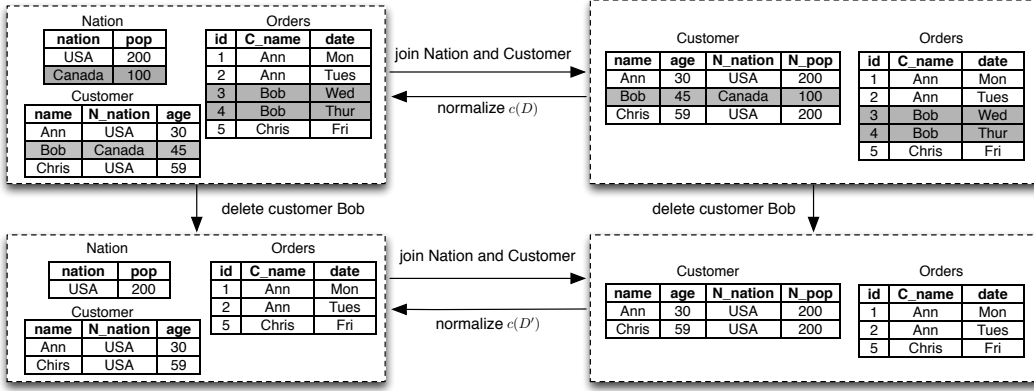 Nation
nation pop
USA 200
Canada 100
Customer
name N_nation age
Ann USA 30
Bob Canada 45
Chris USA 59
Orders
id C_name date
1 Ann Mon
2 Ann Tues
3 Bob Wed
4 Bob Thur
5 Chris Fri
join Nation and Customer
normalize c(D)
Customer
name age N_nation N_pop
Ann 30 USA 200
Bob 45 Canada 100
Chris 59 USA 200
Orders
id C_name date
1 Ann Mon
2 Ann Tues
3 Bob Wed
4 Bob Thur
5 Chris Fri
delete customer Bob
delete customer Bob
Nation
nation pop
USA 200
Customer
name N_nation age
Ann USA 30
Chirs USA 59
Orders
id C_name date
1 Ann Mon
2 Ann Tues
5 Chris Fri
join Nation and Customer
normalize c(D′)
Customer
name age N_nation N_pop
Ann 30 USA 200
Chris 59 USA 200
Orders
id C_name date
1 Ann Mon
2 Ann Tues
5 Chris Fri